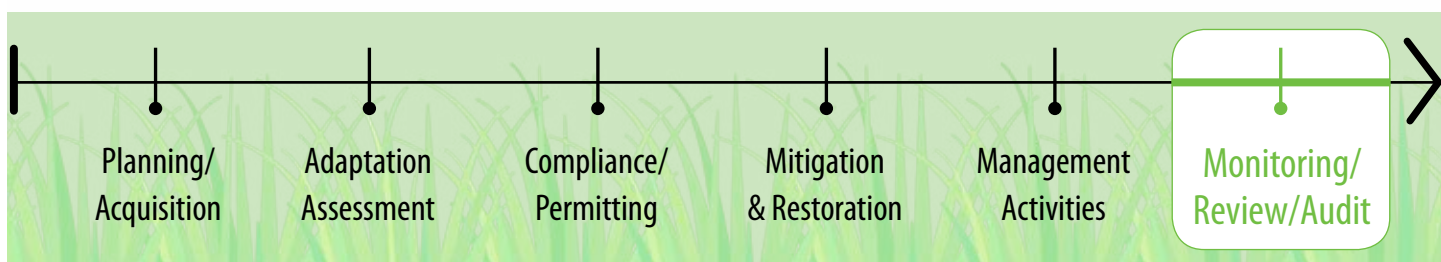 Planning/
Acquisition
Adaptation
Assessment
Compliance/
Permitting
Mitigation
& Restoration
Management
Activities
Monitoring/
Review/Audit